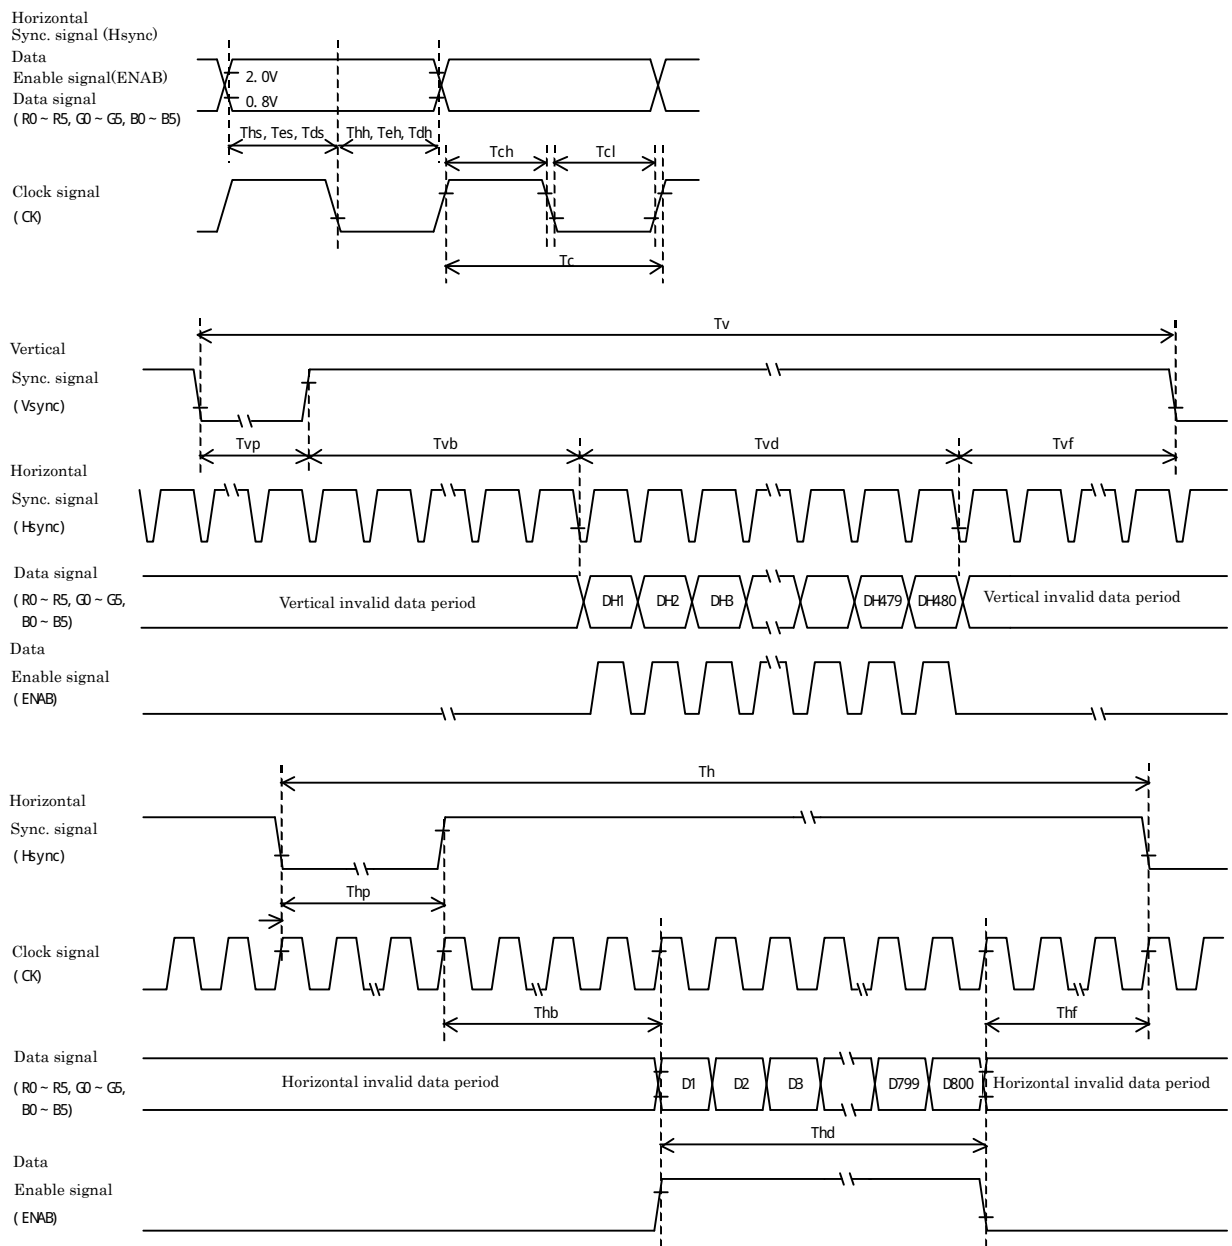 Horizontal
Sync. signal (Hsync)
Data
Enable signal(ENAB)
Data signal
( R0 ~ R5, G0 ~ G5, B0 ~ B5)
2. 0V
0. 8V
Ths, Tes, Tds
Thh, Teh, Tdh
Tch
Tcl
Clock signal
( CK)
Tc
Tv
Vertical
Sync. signal
( Vsync)
Tvp
Tvb
Tvd
Tvf
Horizontal
Sync. signal
( Hsync)
Data signal
( R0 ~ R5, G0 ~ G5,
B0 ~ B5)
Vertical invalid data period
DH1
DH2
DH3
DH479
DH480
Vertical invalid data period
Data
Enable signal
( ENAB)
Th
Horizontal
Sync. signal
( Hsync)
Thp
Clock signal
( CK)
Thb
Thf
Data signal
( R0 ~ R5, G0 ~ G5,
B0 ~ B5)
Horizontal invalid data period
D1
D2
D3
D799
D800
Horizontal invalid data period
Thd
Data
Enable signal
( ENAB)